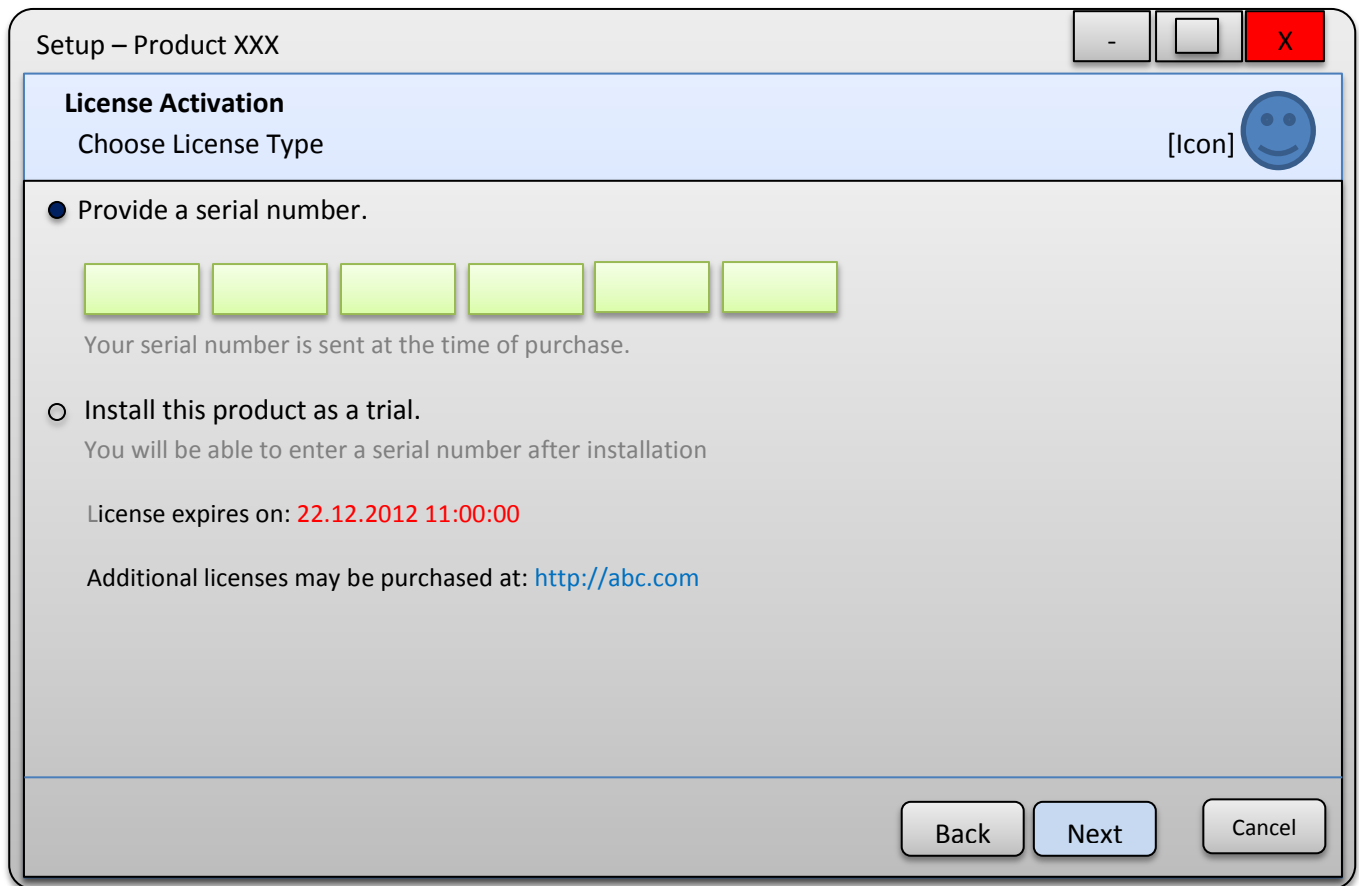 Setup – Product XXX
- X
License Activation
Choose License Type
[Icon]
Provide a serial number.
Your serial number is sent at the time of purchase.
Install this product as a trial.
You will be able to enter a serial number after installation
License expires on: 22.12.2012 11:00:00
Additional licenses may be purchased at: http://abc.com
Back Next Cancel